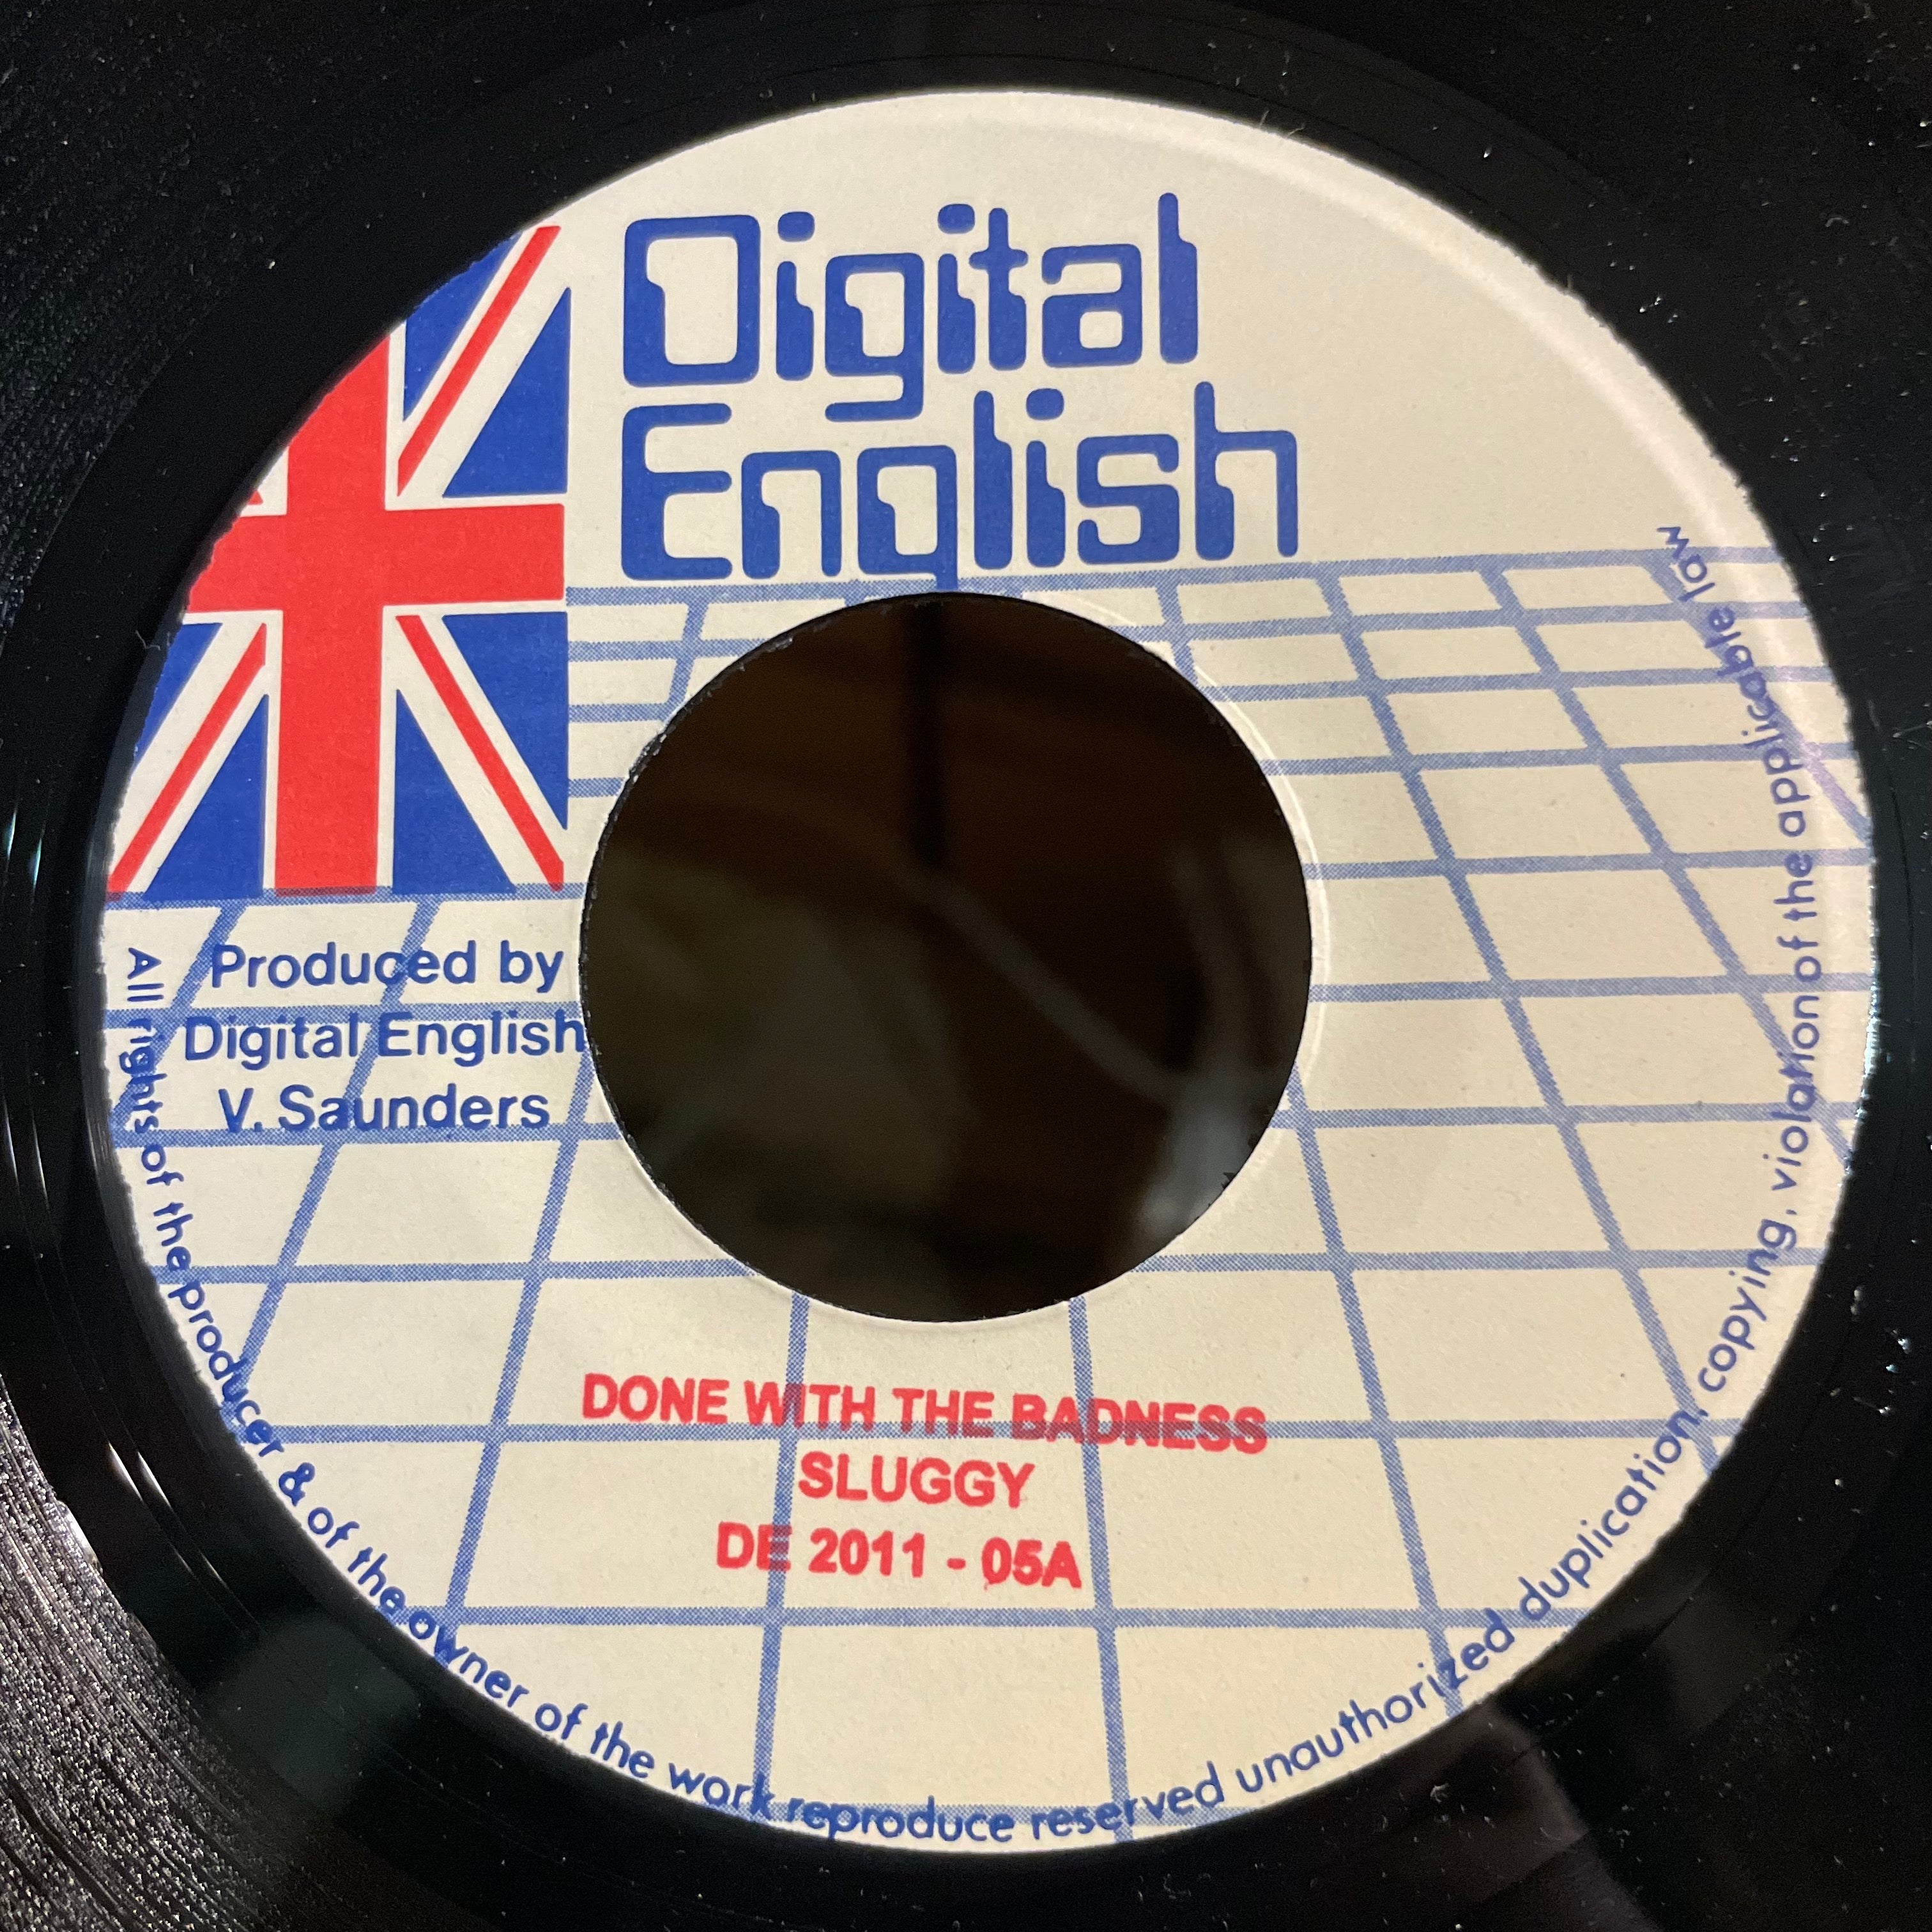 Digital
English
Produced by
Digital English
V. Saunders
DONE WITH THE BADNESS
SLUGGY
DE 2011 - 05A
All rights of the producer & of the owner of the work reproduce reserved unauthorized duplication, copying, violation of the applicable law